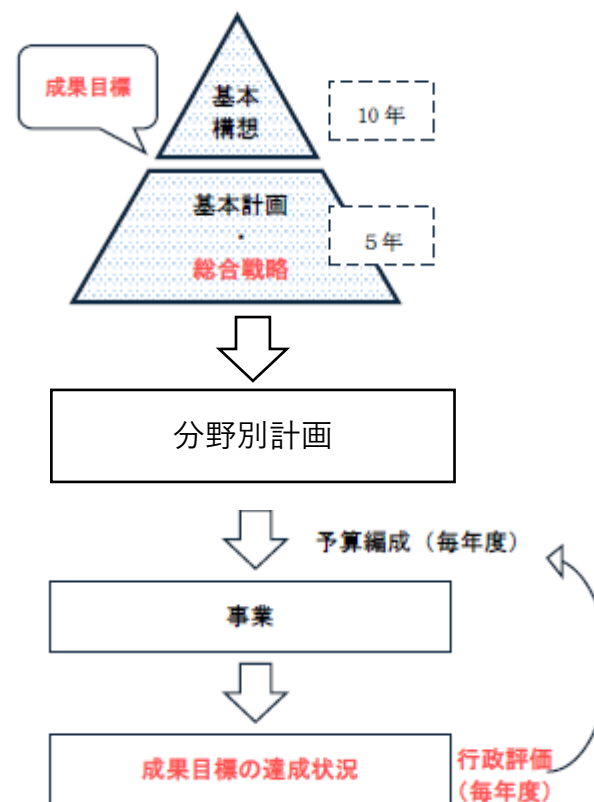 成果目標
基本
構想
10年
基本計画
・
総合戦略
５年
分野別計画
予算編成（毎年度）
事業
成果目標の達成状況
行政評価
（毎年度）